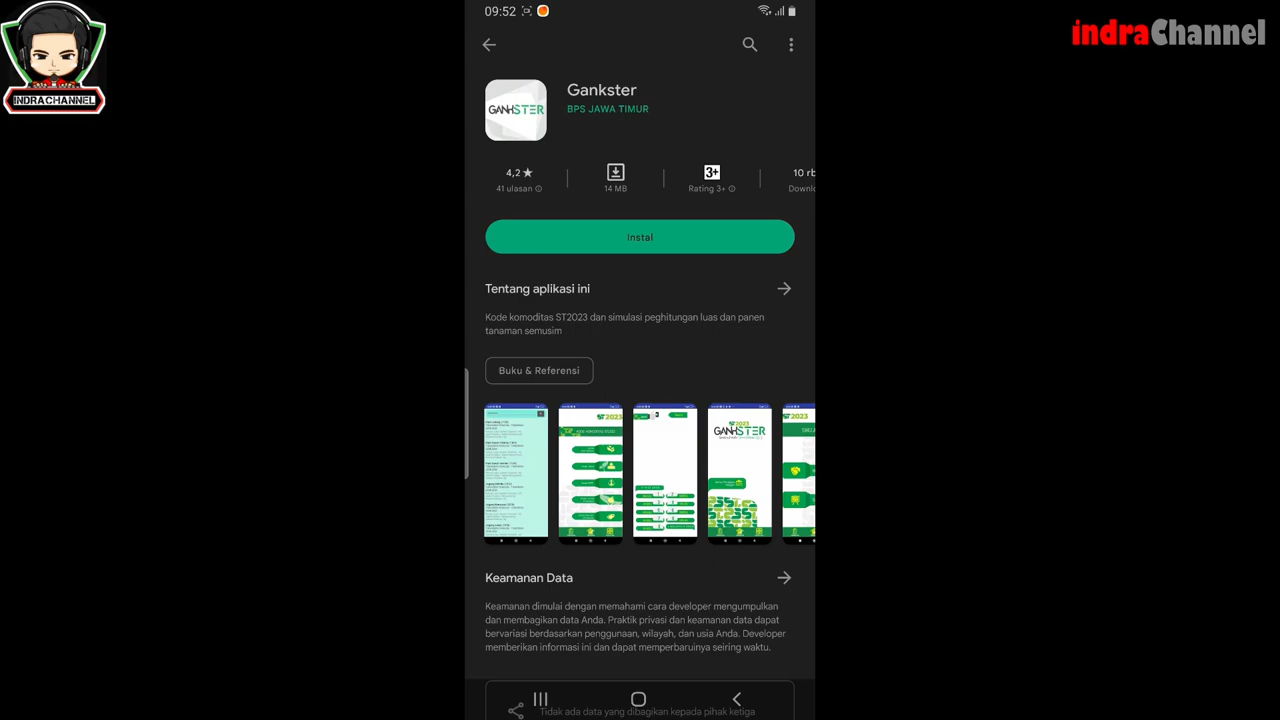 09:52
indraChannel
INDRACHANNEL
GANHSTER
Gankster
BPS JAWA TIMUR
4,2★
41 ulasan
14 MB
3+
Rating 3+
10 rb
Downlo
Instal
Tentang aplikasi ini
Kode komoditas ST2023 dan simulasi peghitungan luas dan panen
tanaman semusim
Buku & Referensi
2023
GANHSTER
Keamanan Data
Keamanan dimulai dengan memahami cara developer mengumpulkan
dan membagikan data Anda. Praktik privasi dan keamanan data dapat
bervariasi berdasarkan penggunaan, wilayah, dan usia Anda. Developer
memberikan informasi ini dan dapat memperbaruinya seiring waktu.
Tidak ada data yang dibagikan kepada pihak ketiga